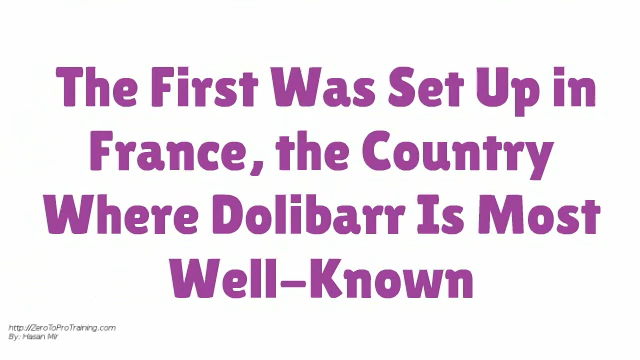 The First Was Set Up in
France, the Country
Where Dolibarr Is Most
Well-Known
http://ZeroToProTraining.com
By: Hasan Mir